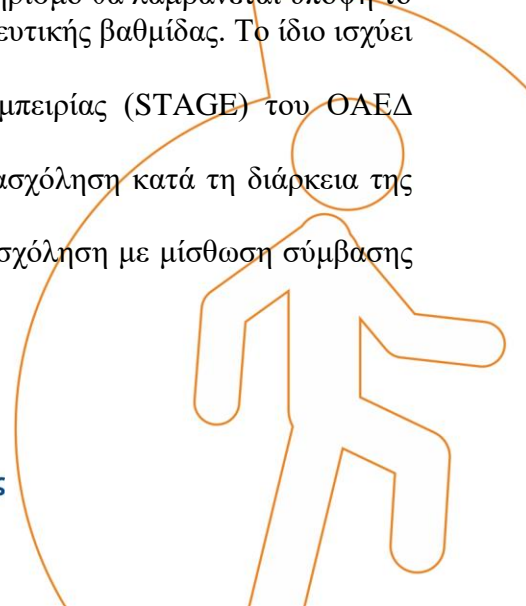 ηρισμό θα λαμβάνεται υπόψη το
ευτικής βαθμίδας. Το ίδιο ισχύει
μπειρίας (STAGE) του ΟΑΕΔ
ασχόληση κατά τη διάρκεια της
σχόληση με μίσθωση σύμβασης
ς